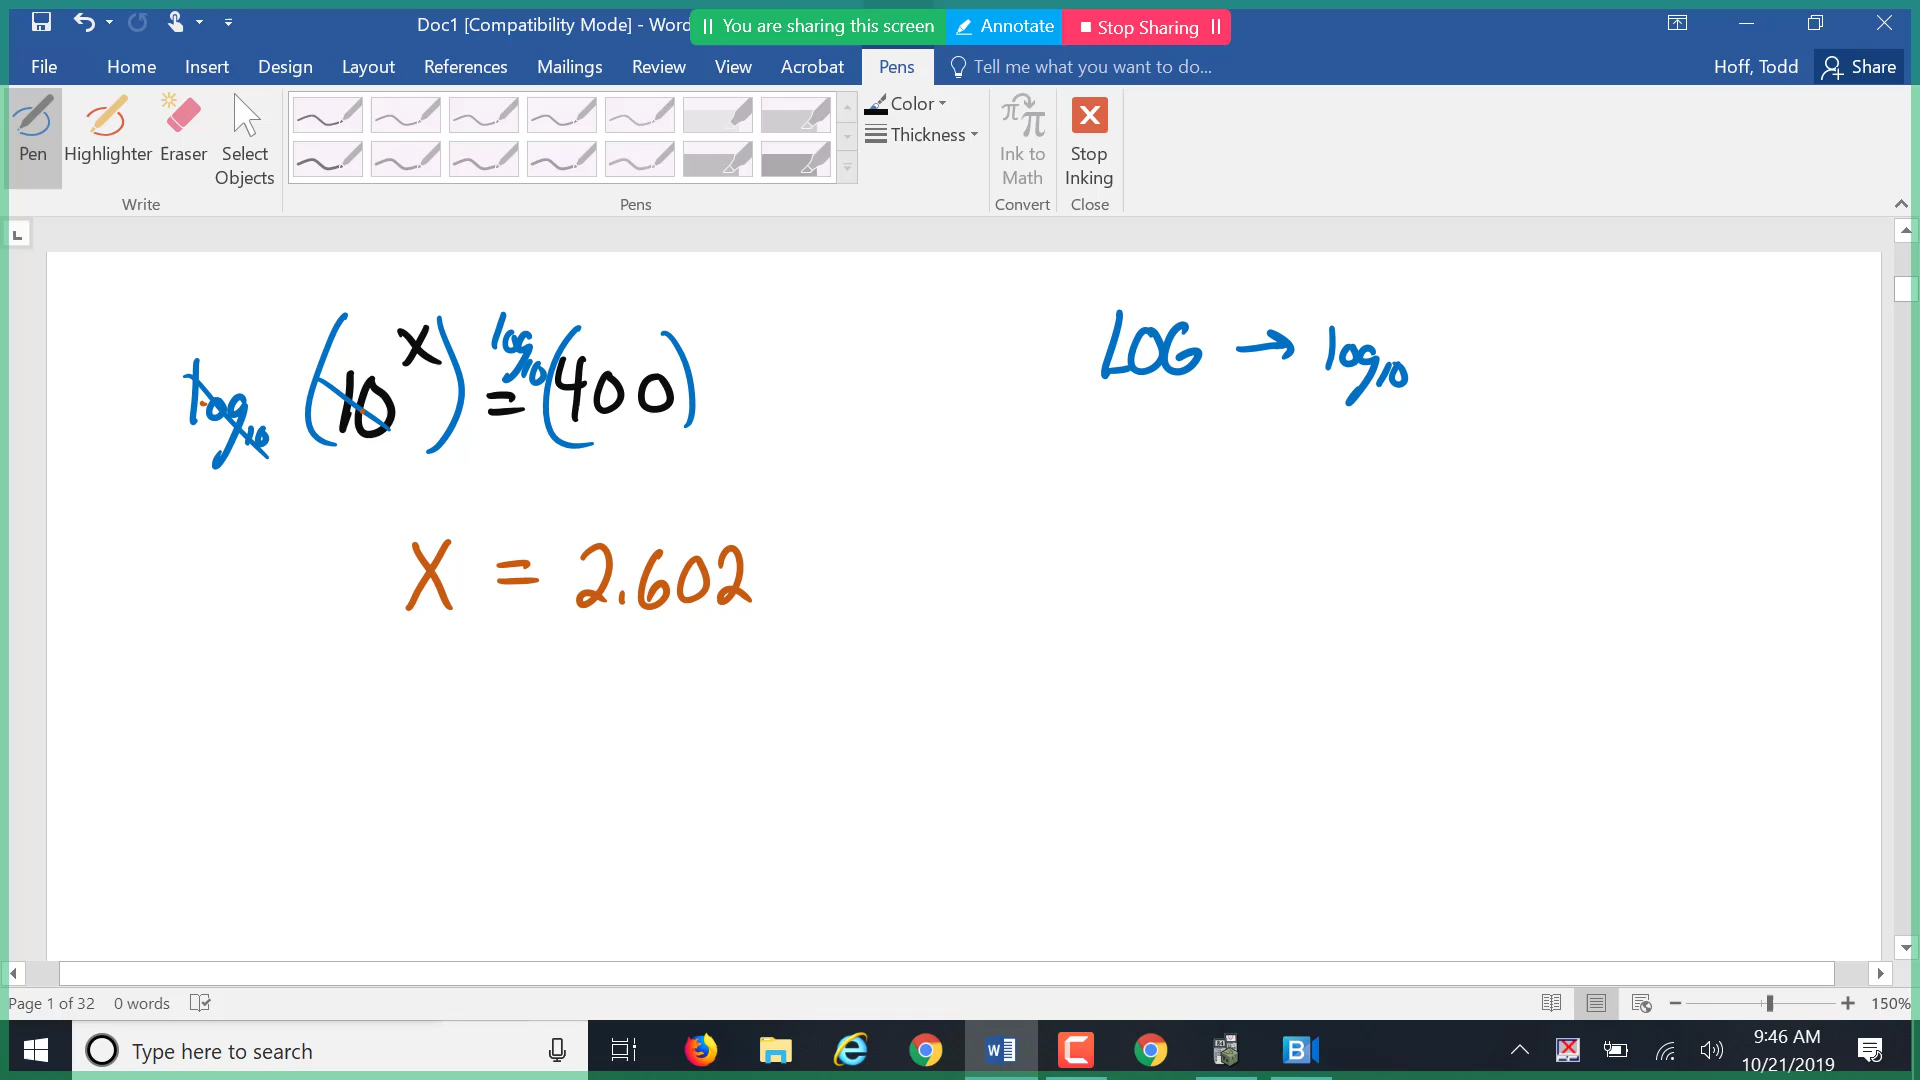 Doc1 [Compatibility Mode] - Word
You are sharing this screen
Annotate
Stop Sharing
File Home Insert Design Layout References Mailings Review View Acrobat Pens Tell me what you want to do... Hoff, Todd Share
Pen Highlighter Eraser Select Objects
Color
Thickness
Ink to Math
Stop Inking
Write Pens Convert Close
log₁₀ (10^x) = log₁₀ (400)
LOG → log₁₀
X = 2.602
Page 1 of 32 0 words 150%
Type here to search
9:46 AM
10/21/2019